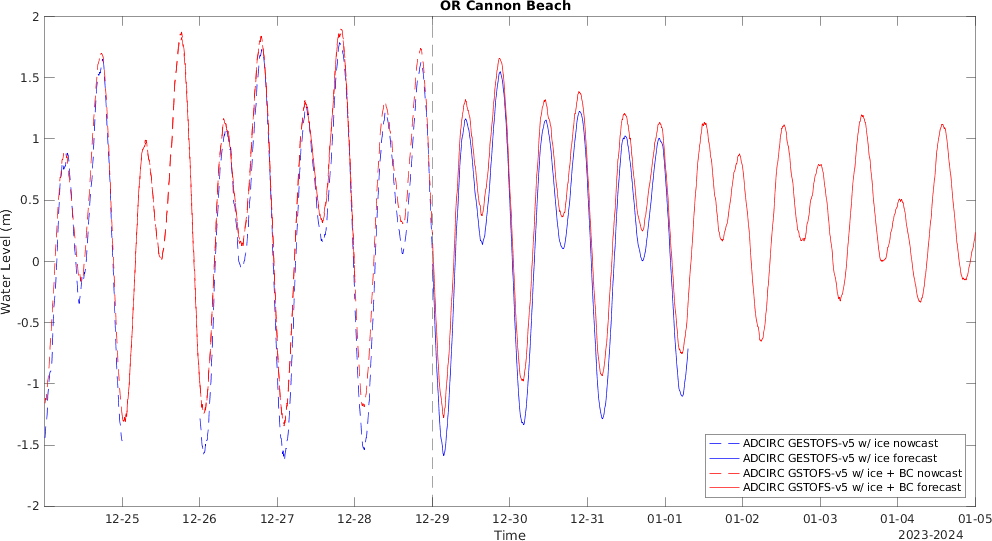 OR Cannon Beach
2
1.5
1
0.5
0
-0.5
-1
-1.5
-2
Water Level (m)
12-25 12-26 12-27 12-28 12-29 12-30 12-31 01-01 01-02 01-03 01-04 01-05
Time
2023-2024
ADCIRC GESTOFS-v5 w/ ice nowcast
ADCIRC GESTOFS-v5 w/ ice forecast
ADCIRC GSTOFS-v5 w/ ice + BC nowcast
ADCIRC GSTOFS-v5 w/ ice + BC forecast